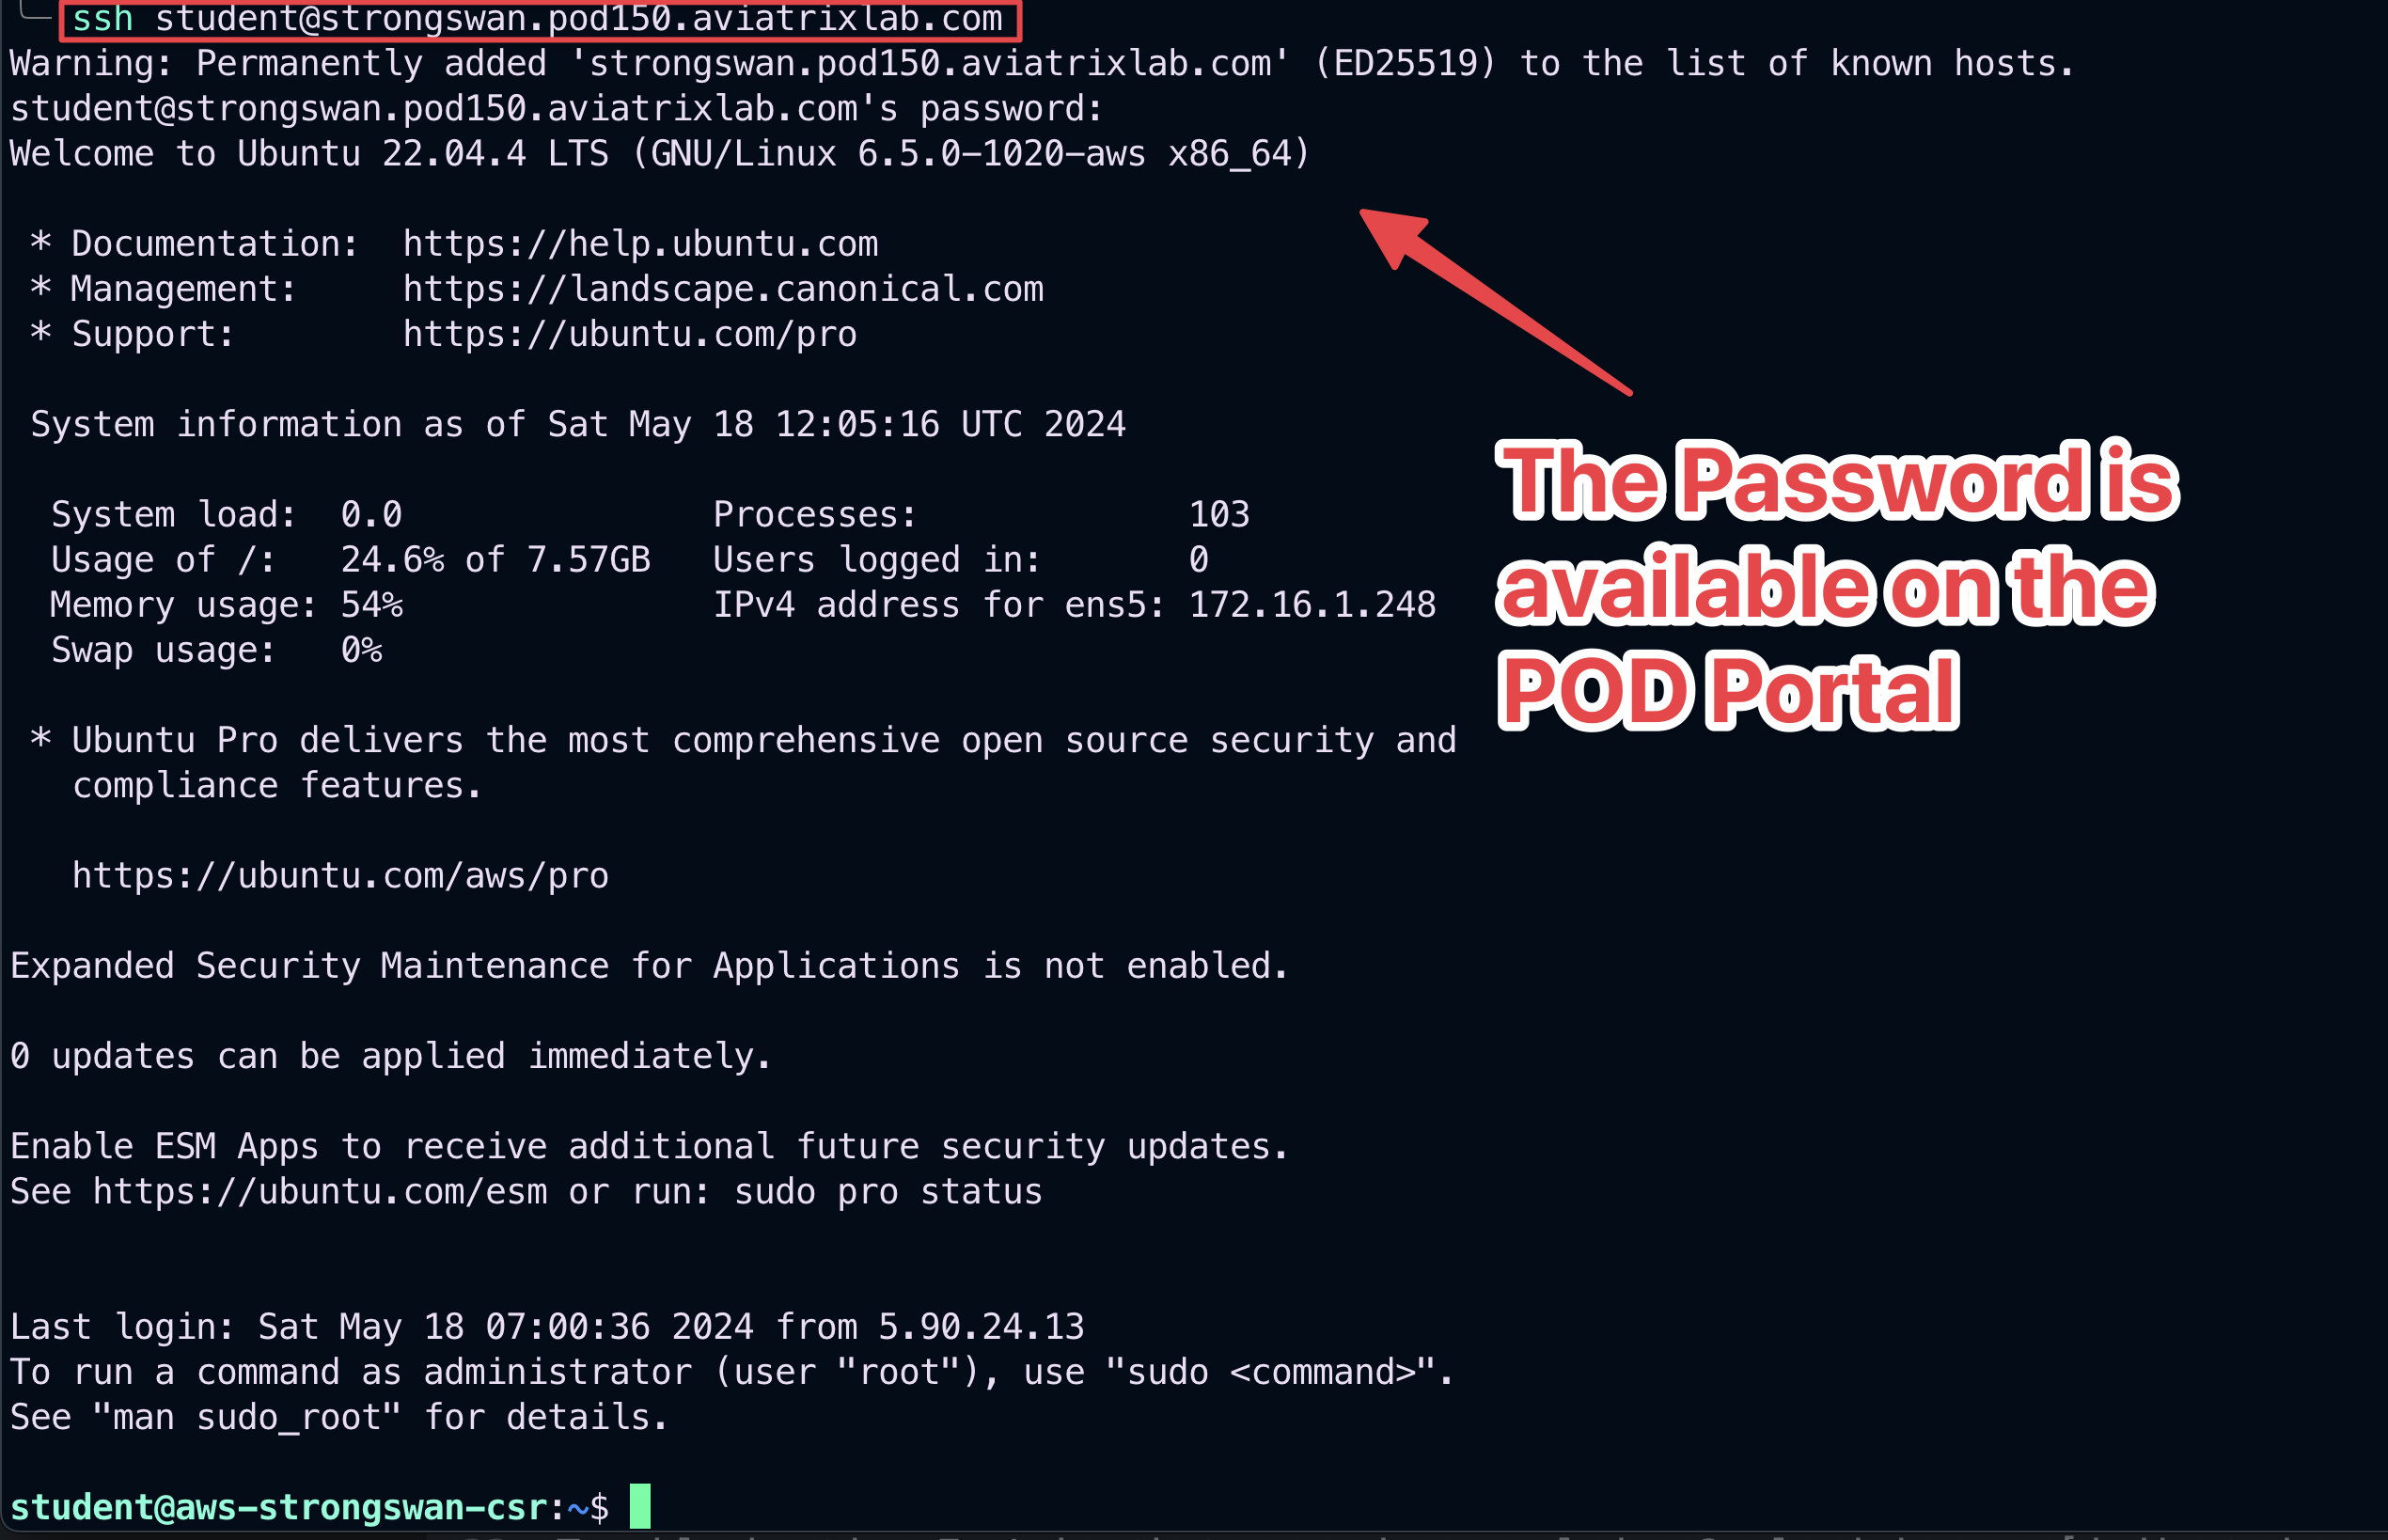 ssh student@strongswan.pod150.aviatrixlab.com
Warning: Permanently added 'strongswan.pod150.aviatrixlab.com' (ED25519) to the list of known hosts.
student@strongswan.pod150.aviatrixlab.com's password:
Welcome to Ubuntu 22.04.4 LTS (GNU/Linux 6.5.0-1020-aws x86_64)
* Documentation:  https://help.ubuntu.com
* Management:     https://landscape.canonical.com
* Support:        https://ubuntu.com/pro
System information as of Sat May 18 12:05:16 UTC 2024
System load:  0.0               Processes:             103
Usage of /:   24.6% of 7.57GB   Users logged in:       0
Memory usage: 54%               IPv4 address for ens5: 172.16.1.248
Swap usage:   0%
The Password is
available on the
POD Portal
* Ubuntu Pro delivers the most comprehensive open source security and
compliance features.
https://ubuntu.com/aws/pro
Expanded Security Maintenance for Applications is not enabled.
0 updates can be applied immediately.
Enable ESM Apps to receive additional future security updates.
See https://ubuntu.com/esm or run: sudo pro status
Last login: Sat May 18 07:00:36 2024 from 5.90.24.13
To run a command as administrator (user "root"), use "sudo <command>".
See "man sudo_root" for details.
student@aws-strongswan-csr:~$